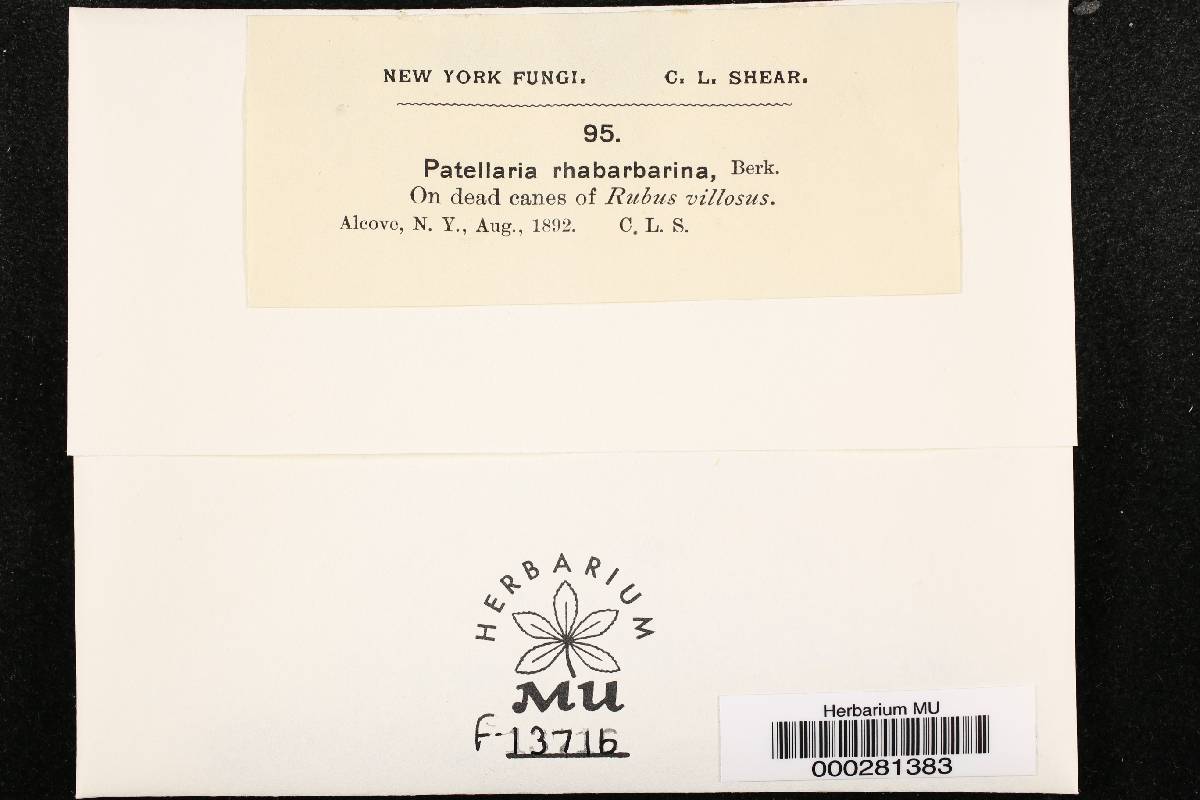 NEW YORK FUNGI. C. L. SHEAR.
95.
Patellaria rhabarbarina, Berk.
On dead canes of Rubus villosus.
Alcove, N. Y., Aug., 1892. C. L. S.
HERBARIUM
MU
F-13716
Herbarium MU
000281383